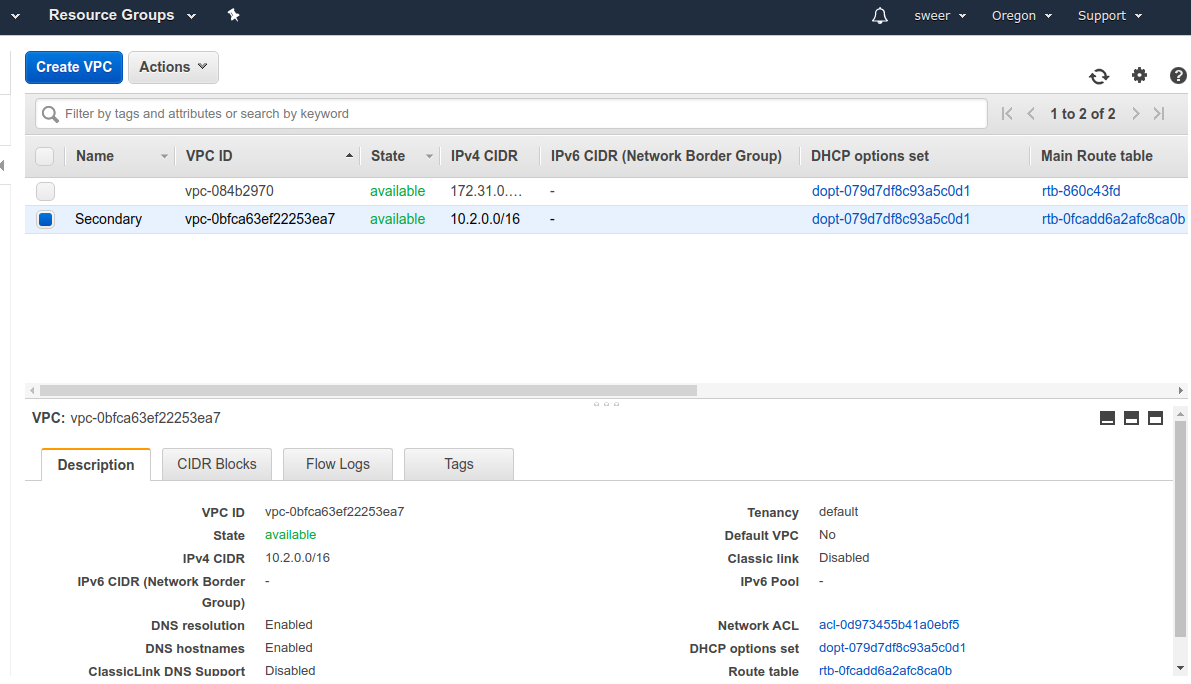 Resource Groups sweer Oregon Support
Create VPC Actions
Filter by tags and attributes or search by keyword 1 to 2 of 2
Name VPC ID State IPv4 CIDR IPv6 CIDR (Network Border Group) DHCP options set Main Route table
vpc-084b2970 available 172.31.0.… - dopt-079d7df8c93a5c0d1 rtb-860c43fd
Secondary vpc-0bfca63ef22253ea7 available 10.2.0.0/16 - dopt-079d7df8c93a5c0d1 rtb-0fcadd6a2afc8ca0b
VPC: vpc-0bfca63ef22253ea7
Description CIDR Blocks Flow Logs Tags
VPC ID vpc-0bfca63ef22253ea7 Tenancy default
State available Default VPC No
IPv4 CIDR 10.2.0.0/16 Classic link Disabled
IPv6 CIDR (Network Border - IPv6 Pool -
Group)
DNS resolution Enabled Network ACL acl-0d973455b41a0ebf5
DNS hostnames Enabled DHCP options set dopt-079d7df8c93a5c0d1
ClassicLink DNS Support Disabled Route table rtb-0fcadd6a2afc8ca0b